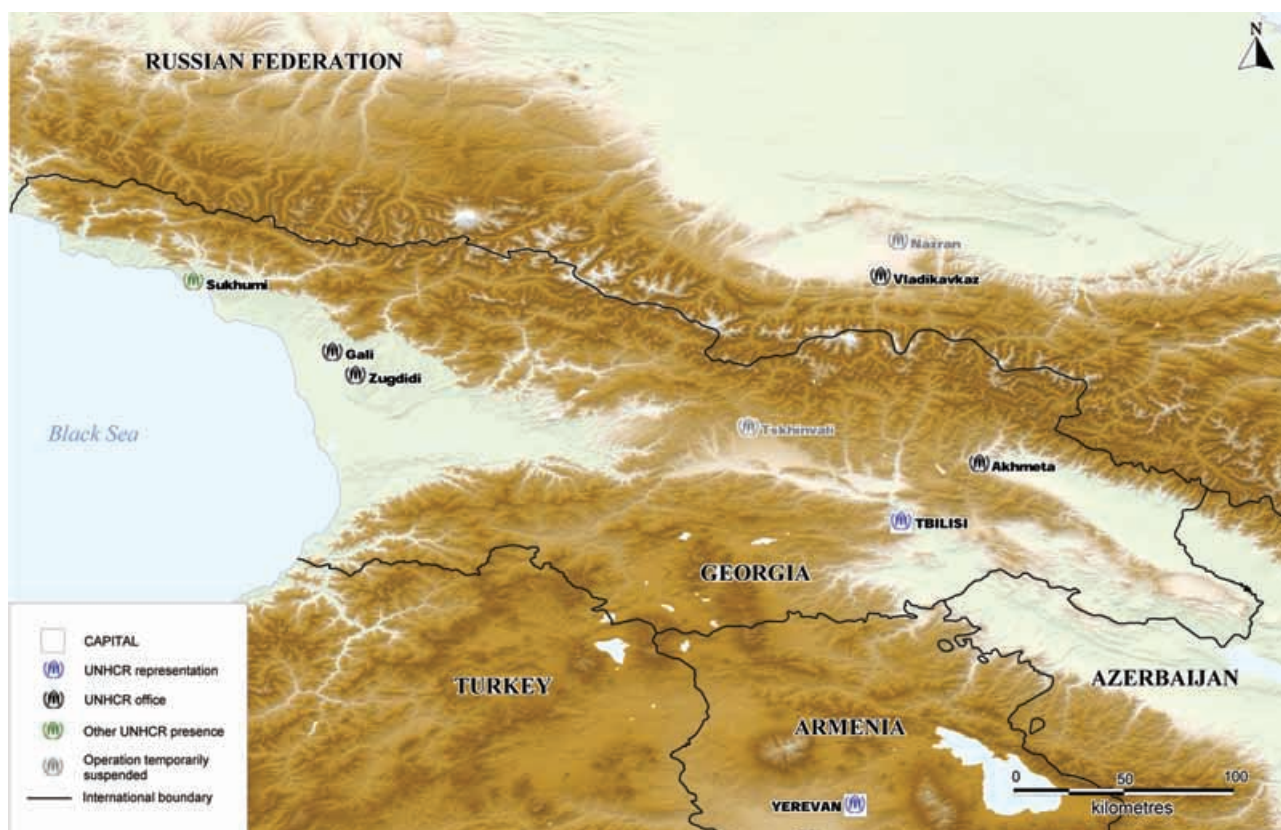 N
RUSSIAN FEDERATION
Nazran
Vladikavkaz
Sukhumi
Gali
Zugdidi
Black Sea
Tskhinvali
Akhmeta
TBILISI
GEORGIA
CAPITAL
UNHCR representation
UNHCR office
Other UNHCR presence
Operation temporarily
suspended
International boundary
TURKEY
AZERBAIJAN
ARMENIA
YEREVAN
0 50 100
kilometres